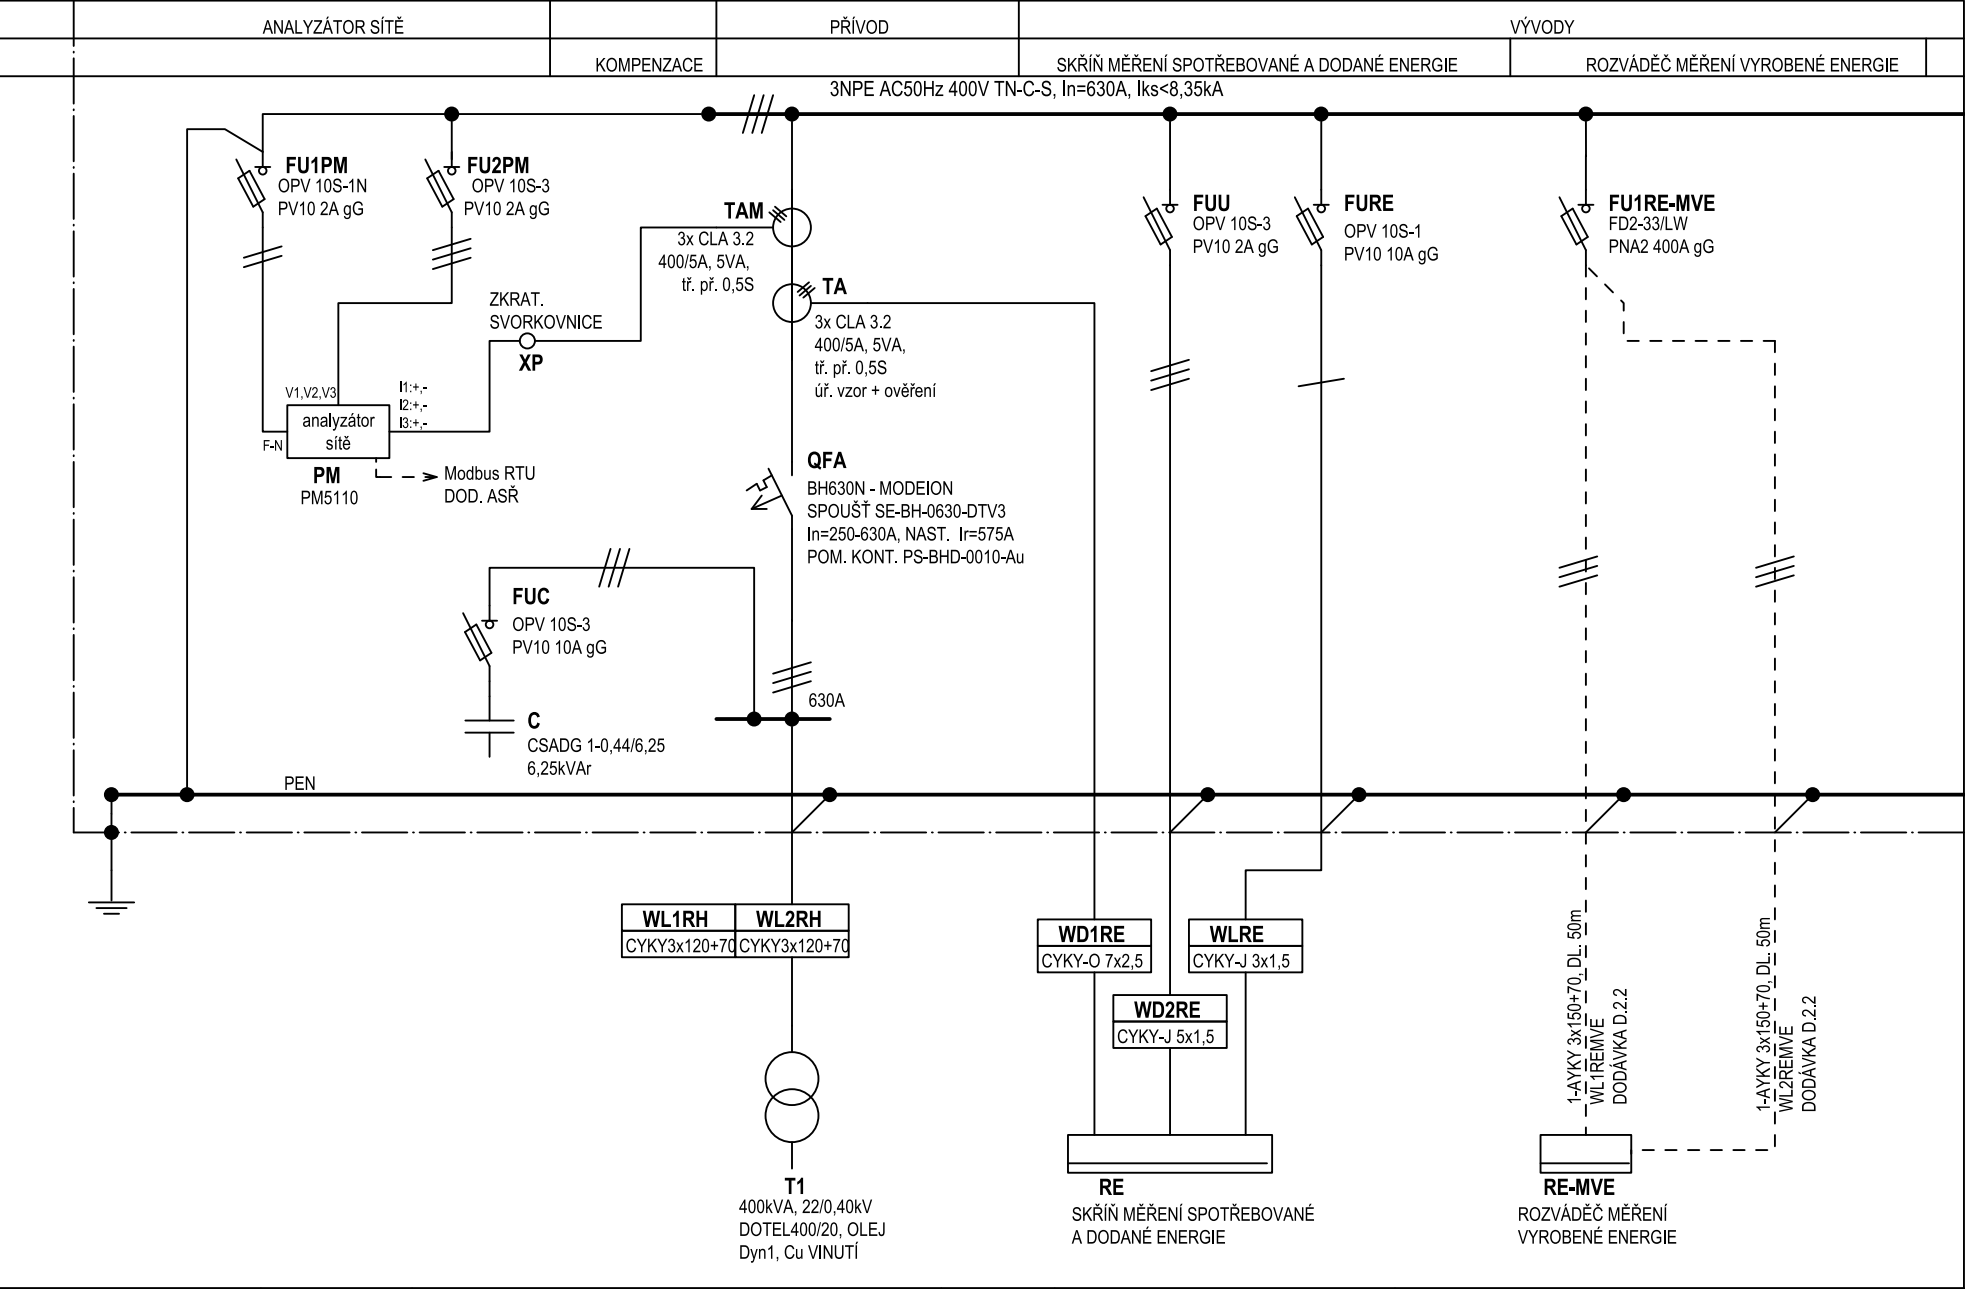 ANALYZÁTOR SÍTĚ
PŘÍVOD
VÝVODY
KOMPENZACE
SKŘÍŇ MĚŘENÍ SPOTŘEBOVANÉ A DODANÉ ENERGIE
ROZVÁDĚČ MĚŘENÍ VYROBENÉ ENERGIE
3NPE AC50Hz 400V TN-C-S, In=630A, Iks<8,35kA
FU1PM
OPV 10S-1N
PV10 2A gG
FU2PM
OPV 10S-3
PV10 2A gG
TAM
3x CLA 3.2
400/5A, 5VA,
tř. př. 0,5S
TA
3x CLA 3.2
400/5A, 5VA,
tř. př. 0,5S
úř. vzor + ověření
FUU
OPV 10S-3
PV10 2A gG
FURE
OPV 10S-1
PV10 10A gG
FU1RE-MVE
FD2-33/LW
PNA2 400A gG
ZKRAT.
SVORKOVNICE
XP
V1,V2,V3
I1:+,-
I2:+,-
I3:+,-
F-N
analyzátor
sítě
PM
PM5110
Modbus RTU
DOD. ASŘ
QFA
BH630N - MODEION
SPOUŠŤ SE-BH-0630-DTV3
In=250-630A, NAST. Ir=575A
POM. KONT. PS-BHD-0010-Au
FUC
OPV 10S-3
PV10 10A gG
630A
C
CSADG 1-0,44/6,25
6,25kVAr
PEN
WL1RH
CYKY3x120+70
WL2RH
CYKY3x120+70
WD1RE
CYKY-O 7x2,5
WLRE
CYKY-J 3x1,5
WD2RE
CYKY-J 5x1,5
1-AYKY 3x150+70, DL. 50m
WL1REMVE
DODÁVKA D.2.2
1-AYKY 3x150+70, DL. 50m
WL2REMVE
DODÁVKA D.2.2
T1
400kVA, 22/0,40kV
DOTEL400/20, OLEJ
Dyn1, Cu VINUTÍ
RE
SKŘÍŇ MĚŘENÍ SPOTŘEBOVANÉ
A DODANÉ ENERGIE
RE-MVE
ROZVÁDĚČ MĚŘENÍ
VYROBENÉ ENERGIE